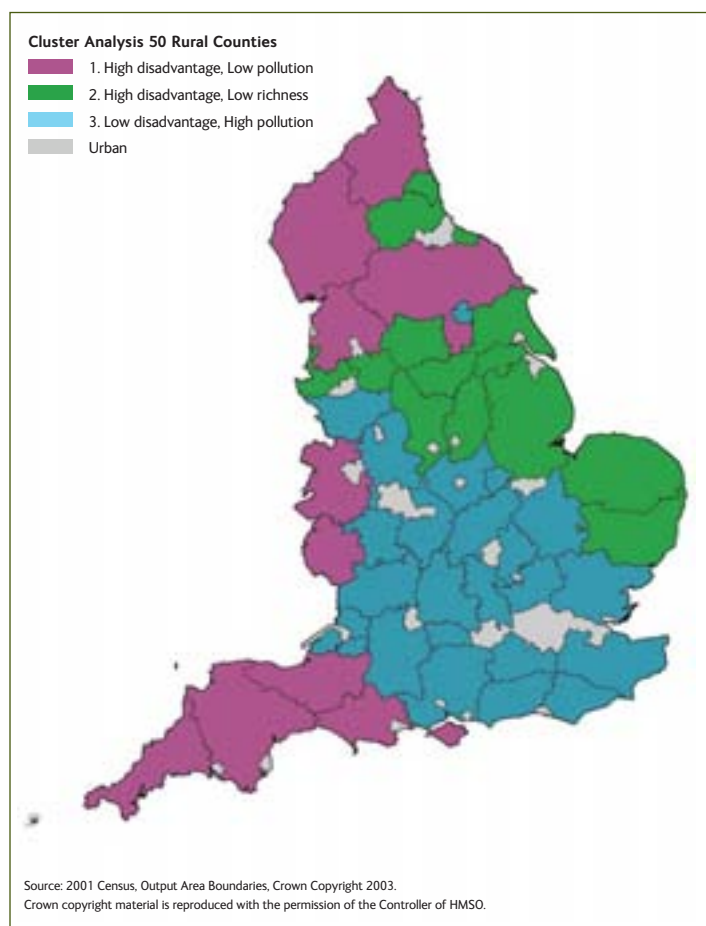 Cluster Analysis 50 Rural Counties
1. High disadvantage, Low pollution
2. High disadvantage, Low richness
3. Low disadvantage, High pollution
Urban
Source: 2001 Census, Output Area Boundaries, Crown Copyright 2003.
Crown copyright material is reproduced with the permission of the Controller of HMSO.